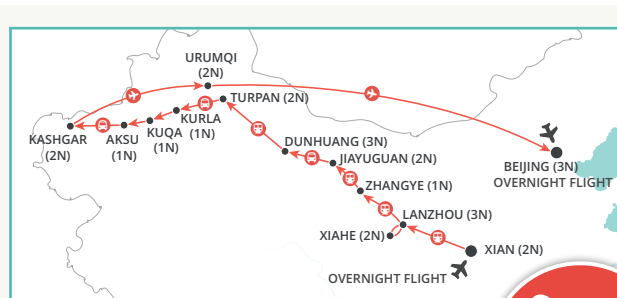 URUMQI
(2N)
TURPAN (2N)
KURLA
(1N)
KUQA
(1N)
AKSU
(1N)
KASHGAR
(2N)
DUNHUANG (3N)
JIAYUGUAN (2N)
ZHANGYE (1N)
LANZHOU (3N)
XIAHE (2N)
XIAN (2N)
OVERNIGHT FLIGHT
BEIJING (3N)
OVERNIGHT FLIGHT